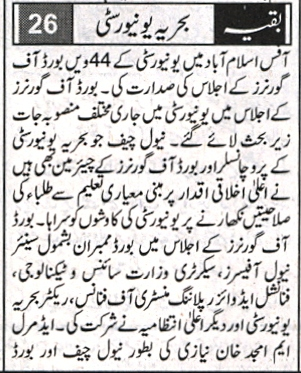 بقیہ بحریہ یونیورسٹی 26
آفس اسلام آباد میں یونیورسٹی کے 44 ویں بورڈ آف
گورنرز کے اجلاس کی صدارت کی۔ بورڈ آف گورنرز
کے اجلاس میں یونیورسٹی میں جاری مختلف منصوبہ جات
زیر بحث لائے گئے۔ نیول چیف جو بحریہ یونیورسٹی
کے پرو چانسلر اور بورڈ آف گورنرز کے چیئرمین بھی ہیں
نے اعلیٰ اخلاقی اقدار پر مبنی معیاری تعلیم سے طلباء کی
صلاحیتیں نکھارنے پر یونیورسٹی کی کاوشوں کو سراہا۔ بورڈ
آف گورنرز کے اجلاس میں بورڈ ممبران بشمول سینئر
نیول آفیسرز، سیکرٹری وزارت سائنس و ٹیکنالوجی،
فنانشل ایڈوائزر پلاننگ منسٹری آف فنانس، ریکٹر بحریہ
یونیورسٹی اور دیگر اعلیٰ انتظامیہ نے شرکت کی۔ ایڈمرل
ایم امجد خان نیازی کی بطور نیول چیف اور بورڈ